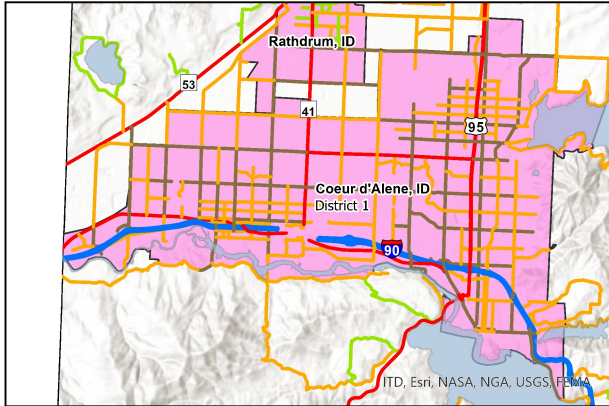 Rathdrum, ID
53
41
95
Coeur d'Alene, ID
District 1
90
ITD, Esri, NASA, NGA, USGS, FEMA